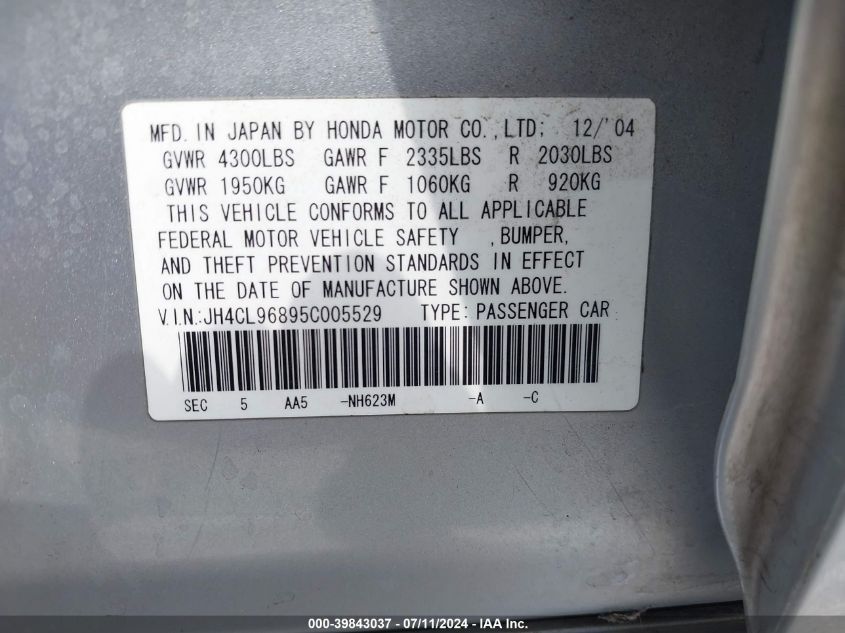 MFD. IN JAPAN BY HONDA MOTOR CO.,LTD; 12/'04
GVWR 4300LBS GAWR F 2335LBS R 2030LBS
GVWR 1950KG GAWR F 1060KG R 920KG
THIS VEHICLE CONFORMS TO ALL APPLICABLE
FEDERAL MOTOR VEHICLE SAFETY ,BUMPER,
AND THEFT PREVENTION STANDARDS IN EFFECT
ON THE DATE OF MANUFACTURE SHOWN ABOVE.
V.I.N.:JH4CL96895C005529 TYPE: PASSENGER CAR
SEC 5 AA5 -NH623M -A -C
000-39843037 - 07/11/2024 - IAA Inc.